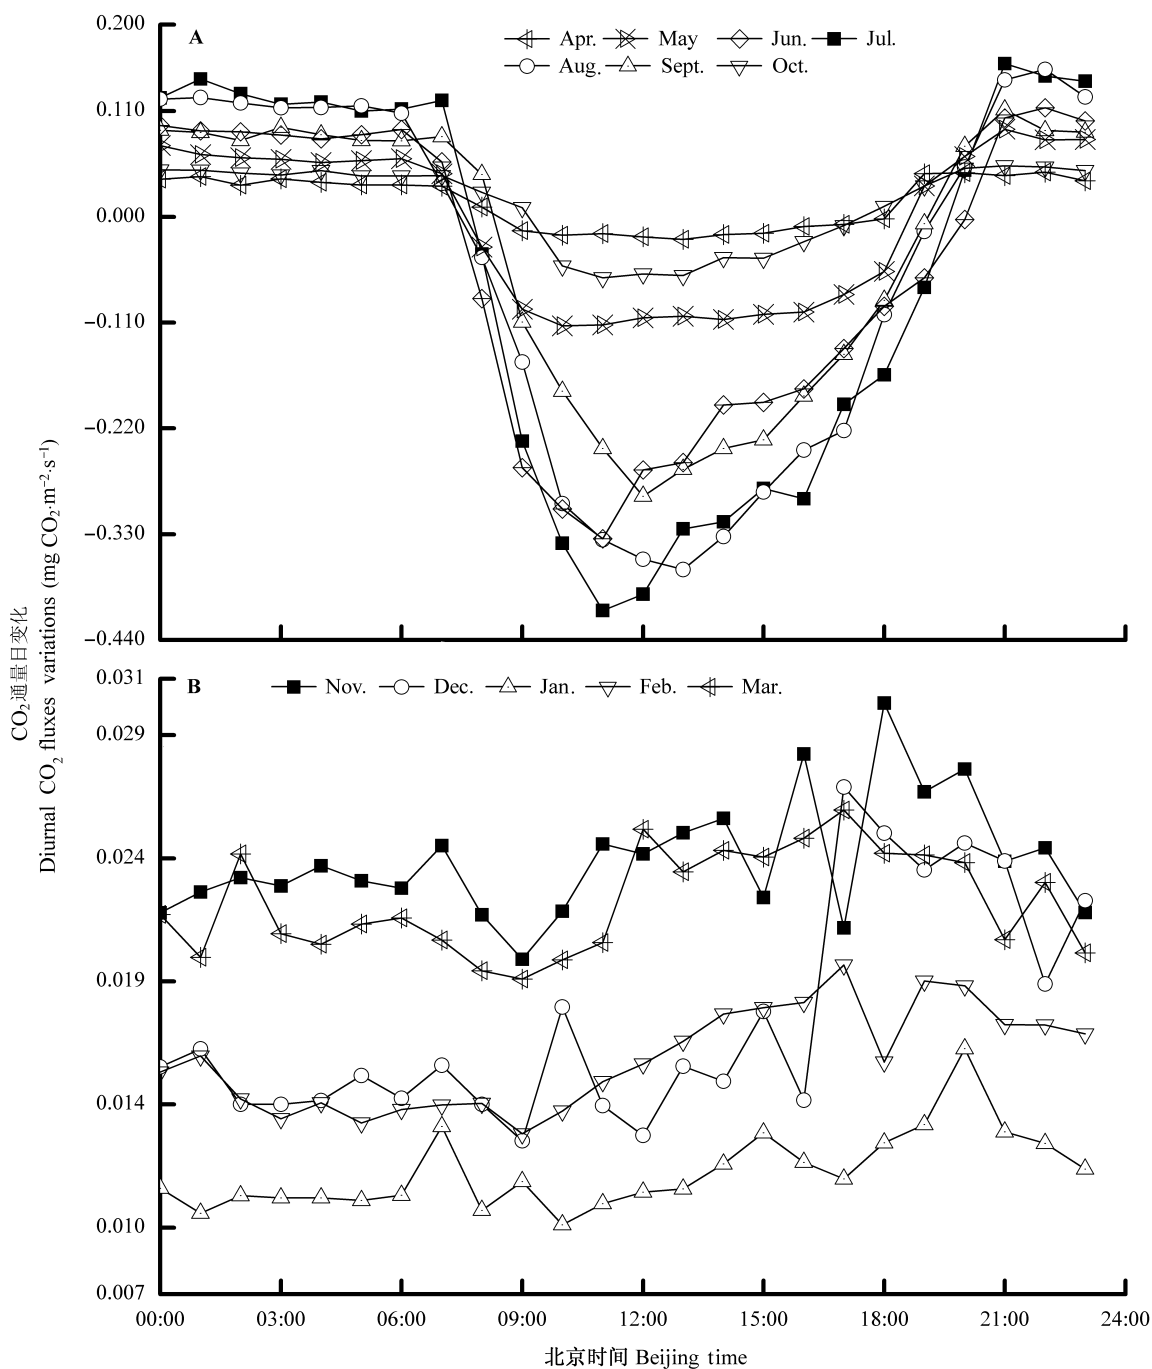 A
Apr. May Jun. Jul.
Aug. Sept. Oct.
0.200
0.110
0.000
−0.110
−0.220
−0.330
−0.440
CO₂通量日变化
Diurnal CO₂ fluxes variations (mg CO₂·m⁻²·s⁻¹)
B
Nov. Dec. Jan. Feb. Mar.
0.031
0.029
0.024
0.019
0.014
0.010
0.007
00:00 03:00 06:00 09:00 12:00 15:00 18:00 21:00 24:00
北京时间 Beijing time